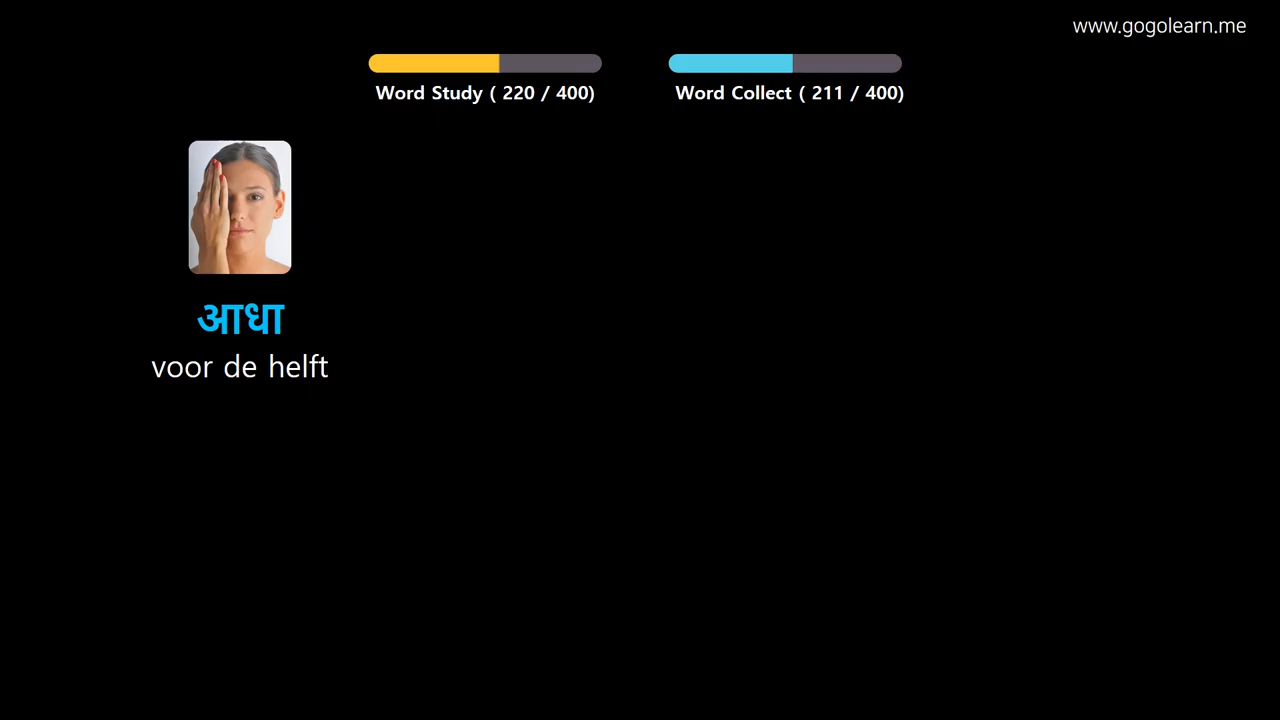 www.gogolearn.me
Word Study ( 220 / 400)
Word Collect ( 211 / 400)
आधा
voor de helft